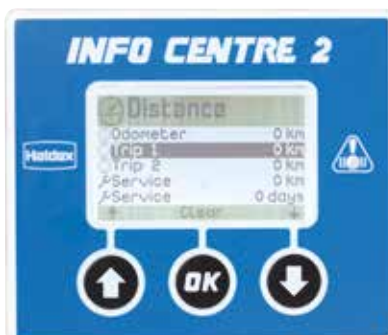 INFO CENTRE 2
Distance
Odometer 0 km
Trip 1 0 km
Trip 2 0 km
Service 0 km
Service 0 days
Clear
Haldex
OK